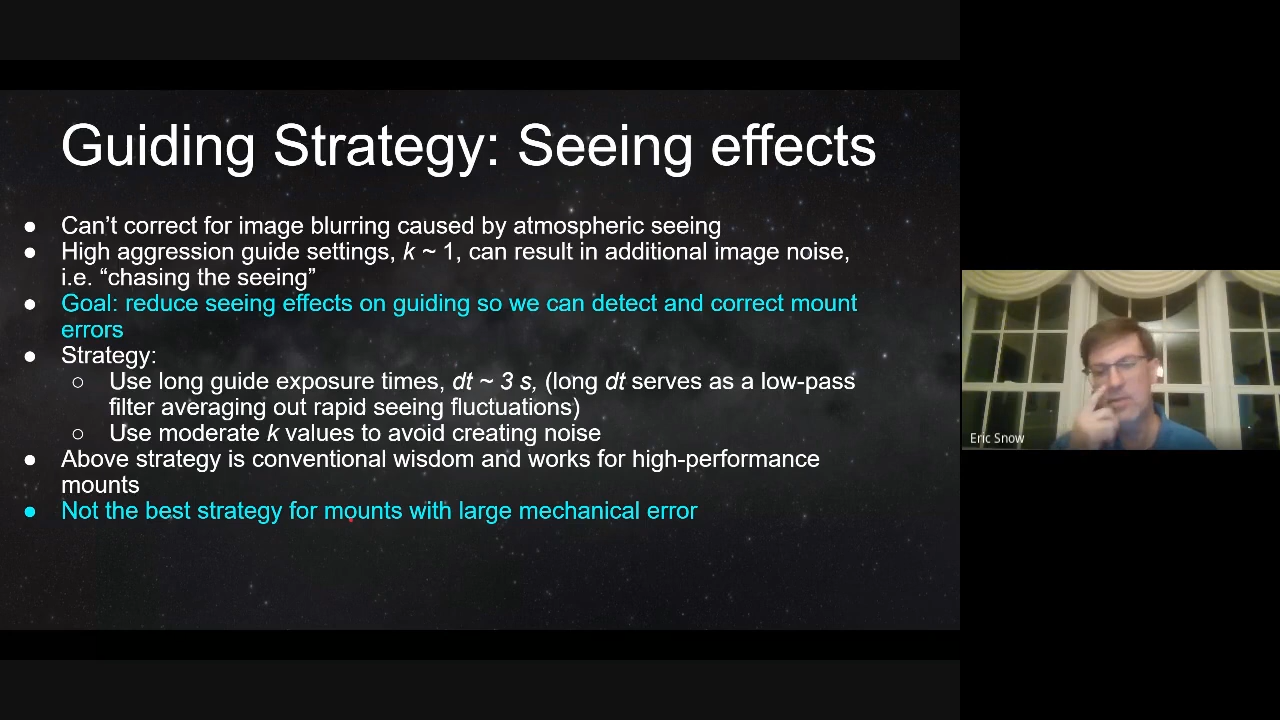 Guiding Strategy: Seeing effects
● Can’t correct for image blurring caused by atmospheric seeing
● High aggression guide settings, k ~ 1, can result in additional image noise,
i.e. “chasing the seeing”
● Goal: reduce seeing effects on guiding so we can detect and correct mount
errors
● Strategy:
○ Use long guide exposure times, dt ~ 3 s, (long dt serves as a low-pass
filter averaging out rapid seeing fluctuations)
○ Use moderate k values to avoid creating noise
● Above strategy is conventional wisdom and works for high-performance
mounts
● Not the best strategy for mounts with large mechanical error
Eric Snow